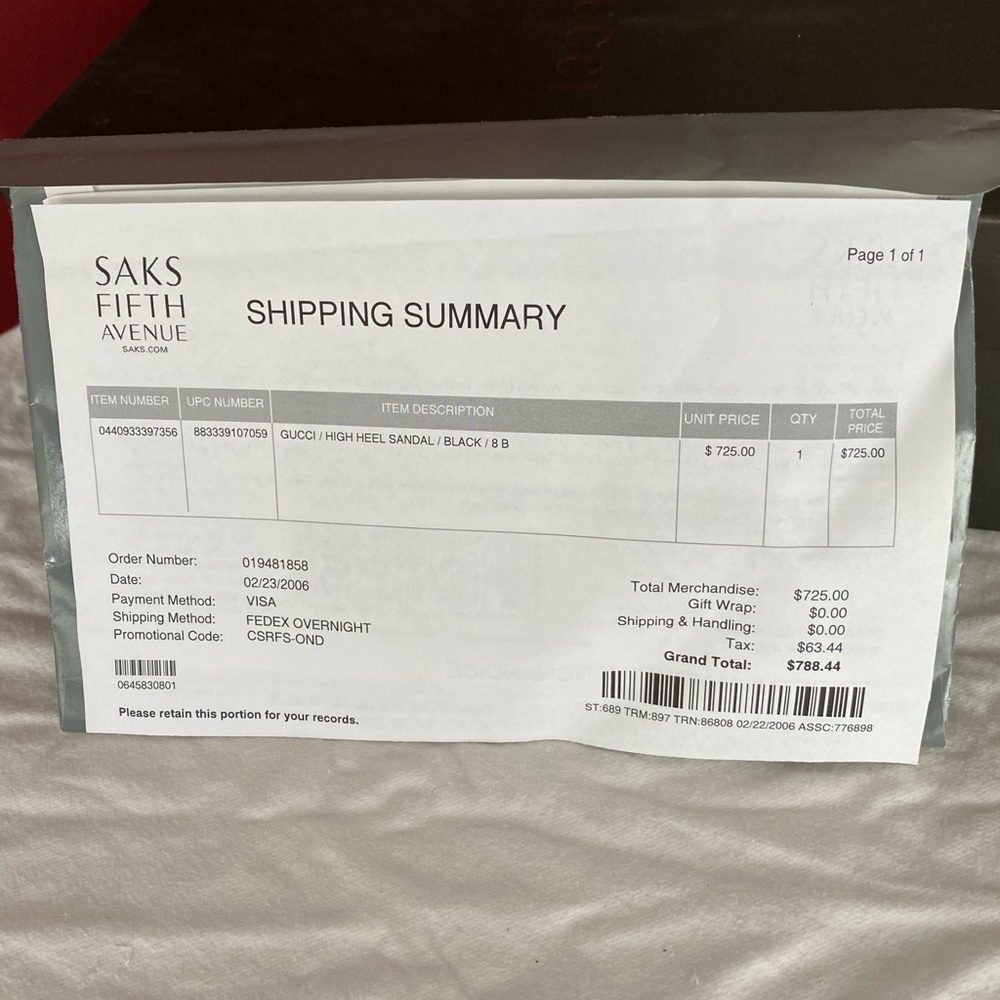 Page 1 of 1
SAKS
FIFTH
AVENUE
SAKS.COM
SHIPPING SUMMARY
ITEM NUMBER UPC NUMBER ITEM DESCRIPTION UNIT PRICE QTY TOTAL PRICE
0440933397356 883339107059 GUCCI / HIGH HEEL SANDAL / BLACK / 8 B $ 725.00 1 $725.00
Order Number: 019481858
Date: 02/23/2006
Payment Method: VISA
Shipping Method: FEDEX OVERNIGHT
Promotional Code: CSRFS-OND
0645830801
Please retain this portion for your records.
Total Merchandise: $725.00
Gift Wrap: $0.00
Shipping & Handling: $0.00
Tax: $63.44
Grand Total: $788.44
ST:689 TRM:897 TRN:86808 02/22/2006 ASSC:776898